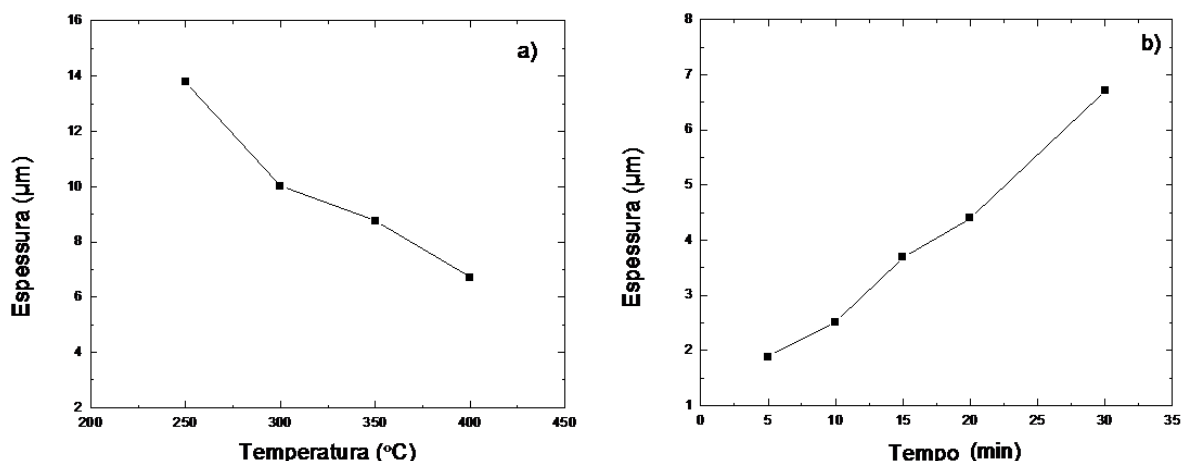 a)
16
14
12
10
8
6
4
2
200 250 300 350 400 450
Espessura (µm)
Temperatura (ºC)
b)
8
7
6
5
4
3
2
1
0 5 10 15 20 25 30 35
Espessura (µm)
Tempo (min)